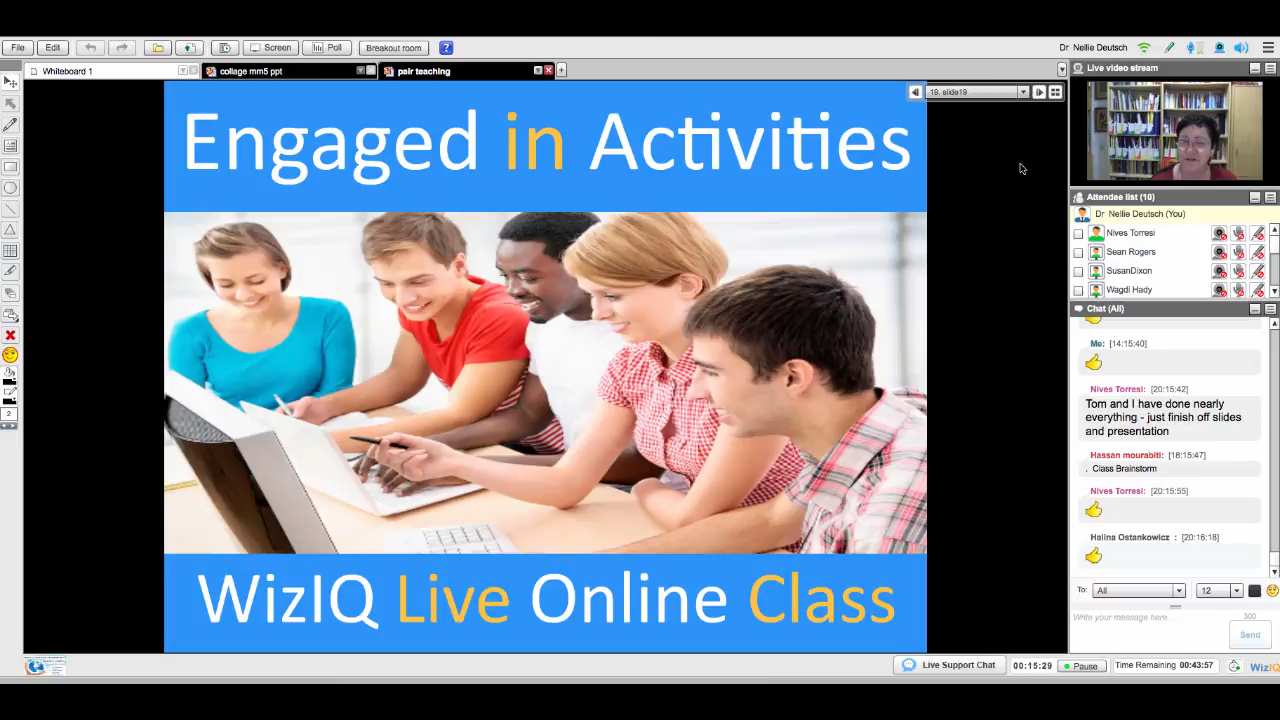 File Edit Screen Poll Breakout room ? Dr Nellie Deutsch
Whiteboard 1 collage mm5 ppt pair teaching
Live video stream
19. slide19
Engaged in Activities
WizIQ Live Online Class
Attendee list (10)
Dr Nellie Deutsch (You)
Nives Torresi
Sean Rogers
SusanDixon
Wagdi Hady
Chat (All)
Me: [14:15:40]
Nives Torresi: [20:15:42]
Tom and I have done nearly
everything - just finish off slides
and presentation
Hassan mourabiti: [18:15:47]
. Class Brainstorm
Nives Torresi: [20:15:55]
Halina Ostankowicz : [20:16:18]
To: All 12
Write your message here. 300
Send
2
Live Support Chat 00:15:29 Pause Time Remaining 00:43:57 WizIQ